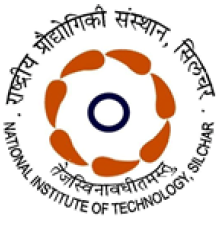 राष्ट्रीय प्रौद्योगिकी संस्थान, सिलचर
तेजस्विनावधीतमस्तु
NATIONAL INSTITUTE OF TECHNOLOGY, SILCHAR